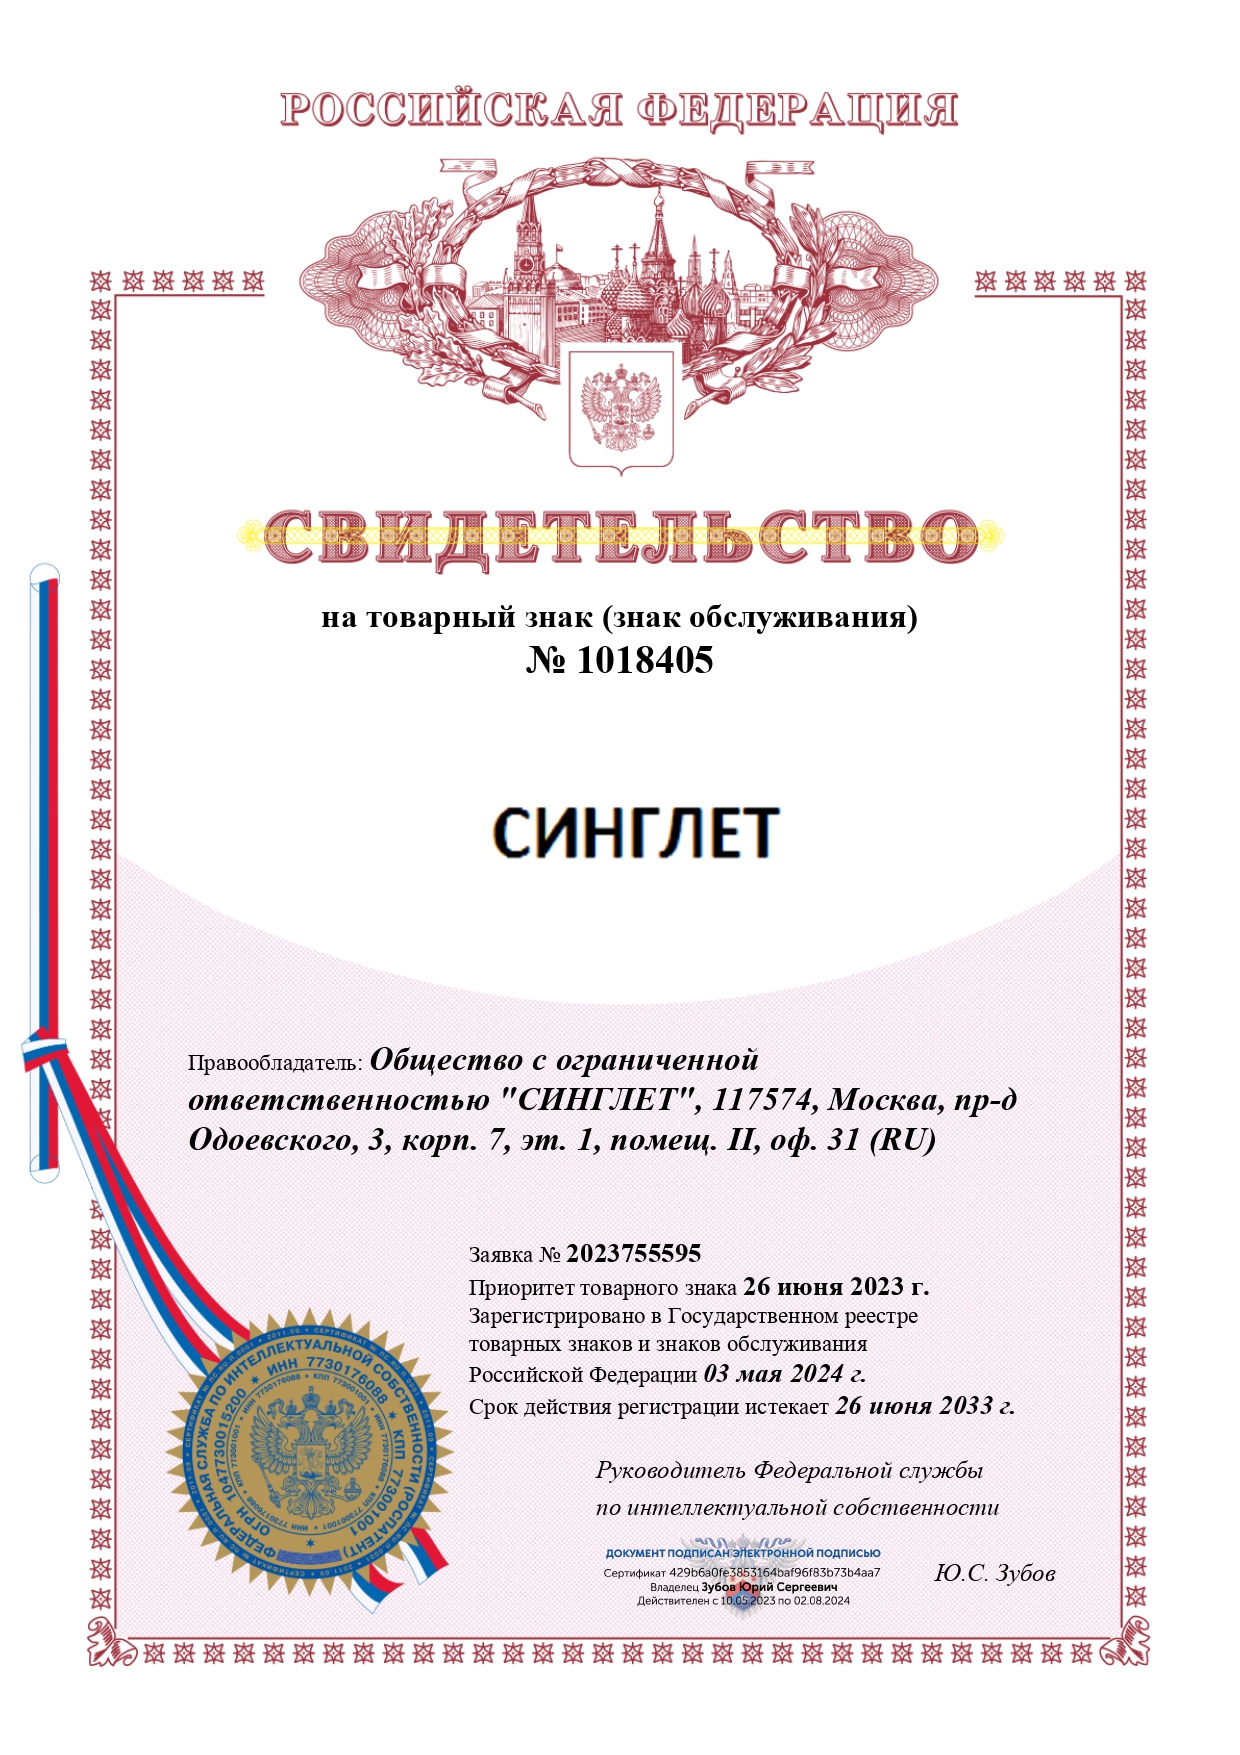 РОССИЙСКАЯ ФЕДЕРАЦИЯ
СВИДЕТЕЛЬСТВО
на товарный знак (знак обслуживания)
№ 1018405
СИНГЛЕТ
Правообладатель: Общество с ограниченной
ответственностью "СИНГЛЕТ", 117574, Москва, пр-д
Одоевского, 3, корп. 7, эт. 1, помещ. II, оф. 31 (RU)
Заявка № 2023755595
Приоритет товарного знака 26 июня 2023 г.
Зарегистрировано в Государственном реестре
товарных знаков и знаков обслуживания
Российской Федерации 03 мая 2024 г.
Срок действия регистрации истекает 26 июня 2033 г.
Руководитель Федеральной службы
по интеллектуальной собственности
ДОКУМЕНТ ПОДПИСАН ЭЛЕКТРОННОЙ ПОДПИСЬЮ
Сертификат 429b6a0fe3853164baf96f83b73b4aa7
Владелец Зубов Юрий Сергеевич
Действителен с 10.05.2023 по 02.08.2024
Ю.С. Зубов
ФЕДЕРАЛЬНАЯ СЛУЖБА ПО ИНТЕЛЛЕКТУАЛЬНОЙ СОБСТВЕННОСТИ (РОСПАТЕНТ)
ОГРН 1047730015200 * ИНН 7730176088 * КПП 773001001 *